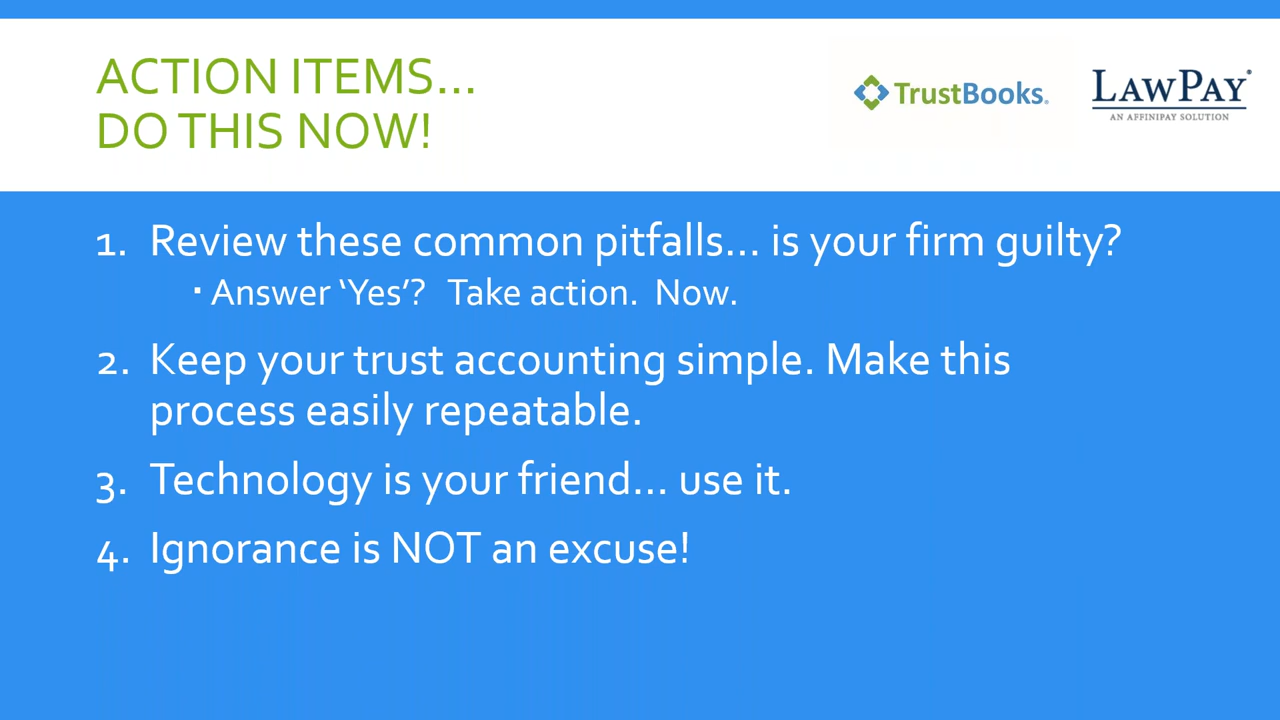 ACTION ITEMS...
DO THIS NOW!
TrustBooks®
LAWPAY®
AN AFFINIPAY SOLUTION
1. Review these common pitfalls... is your firm guilty?
▪ Answer ‘Yes’? Take action. Now.
2. Keep your trust accounting simple. Make this
process easily repeatable.
3. Technology is your friend... use it.
4. Ignorance is NOT an excuse!